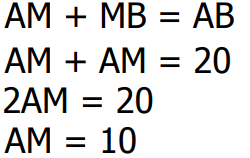 AM + MB = AB
AM + AM = 20
2AM = 20
AM = 10